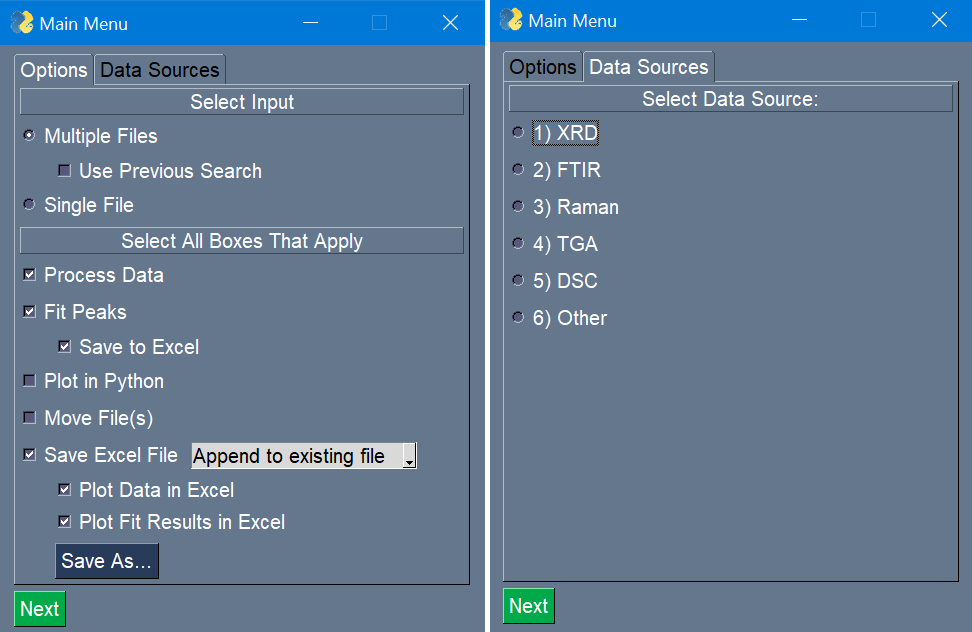 Main Menu
Options Data Sources
Select Input
Multiple Files
Use Previous Search
Single File
Select All Boxes That Apply
Process Data
Fit Peaks
Save to Excel
Plot in Python
Move File(s)
Save Excel File Append to existing file
Plot Data in Excel
Plot Fit Results in Excel
Save As...
Next
Main Menu
Options Data Sources
Select Data Source:
1) XRD
2) FTIR
3) Raman
4) TGA
5) DSC
6) Other
Next